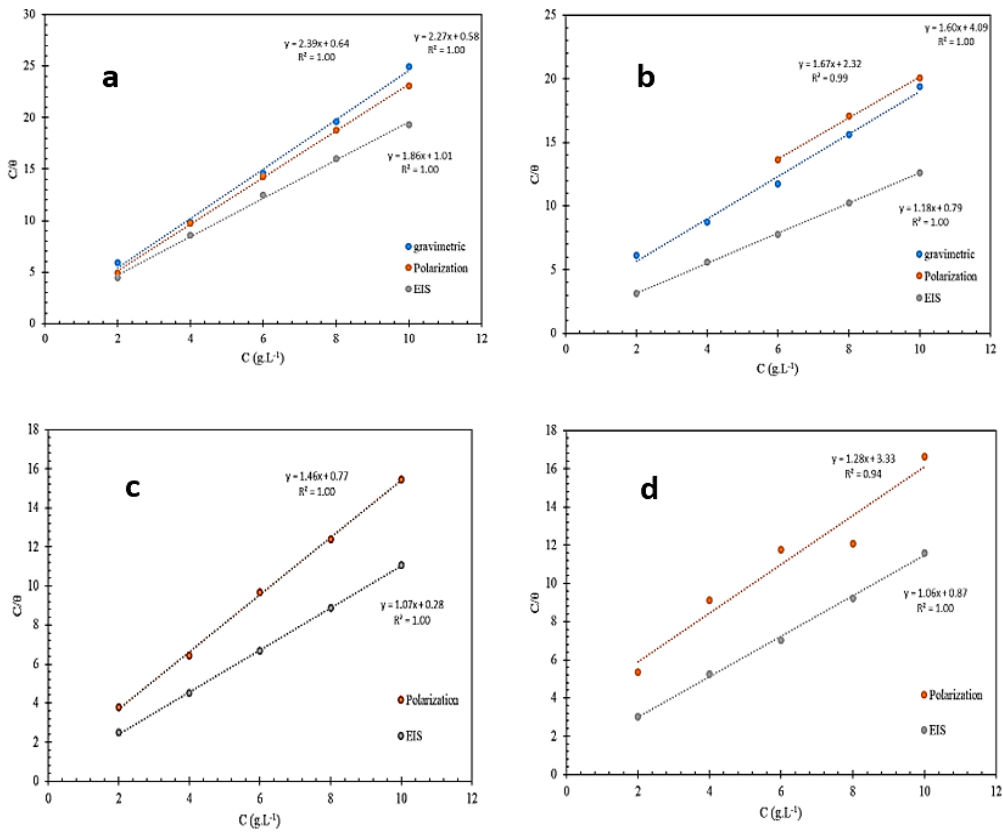 a
y = 2.39x + 0.64
R² = 1.00
y = 2.27x + 0.58
R² = 1.00
y = 1.86x + 1.01
R² = 1.00
gravimetric
Polarization
EIS
C/θ
30
25
20
15
10
5
0
0 2 4 6 8 10 12
C (g.L⁻¹)
b
y = 1.60x + 4.09
R² = 1.00
y = 1.67x + 2.32
R² = 0.99
y = 1.18x + 0.79
R² = 1.00
gravimetric
Polarization
EIS
C/θ
25
20
15
10
5
0
0 2 4 6 8 10 12
C (g.L⁻¹)
c
y = 1.46x + 0.77
R² = 1.00
y = 1.07x + 0.28
R² = 1.00
Polarization
EIS
C/θ
18
16
14
12
10
8
6
4
2
0
0 2 4 6 8 10 12
C (g.L⁻¹)
d
y = 1.28x + 3.33
R² = 0.94
y = 1.06x + 0.87
R² = 1.00
Polarization
EIS
C/θ
18
16
14
12
10
8
6
4
2
0
0 2 4 6 8 10 12
C (g.L⁻¹)